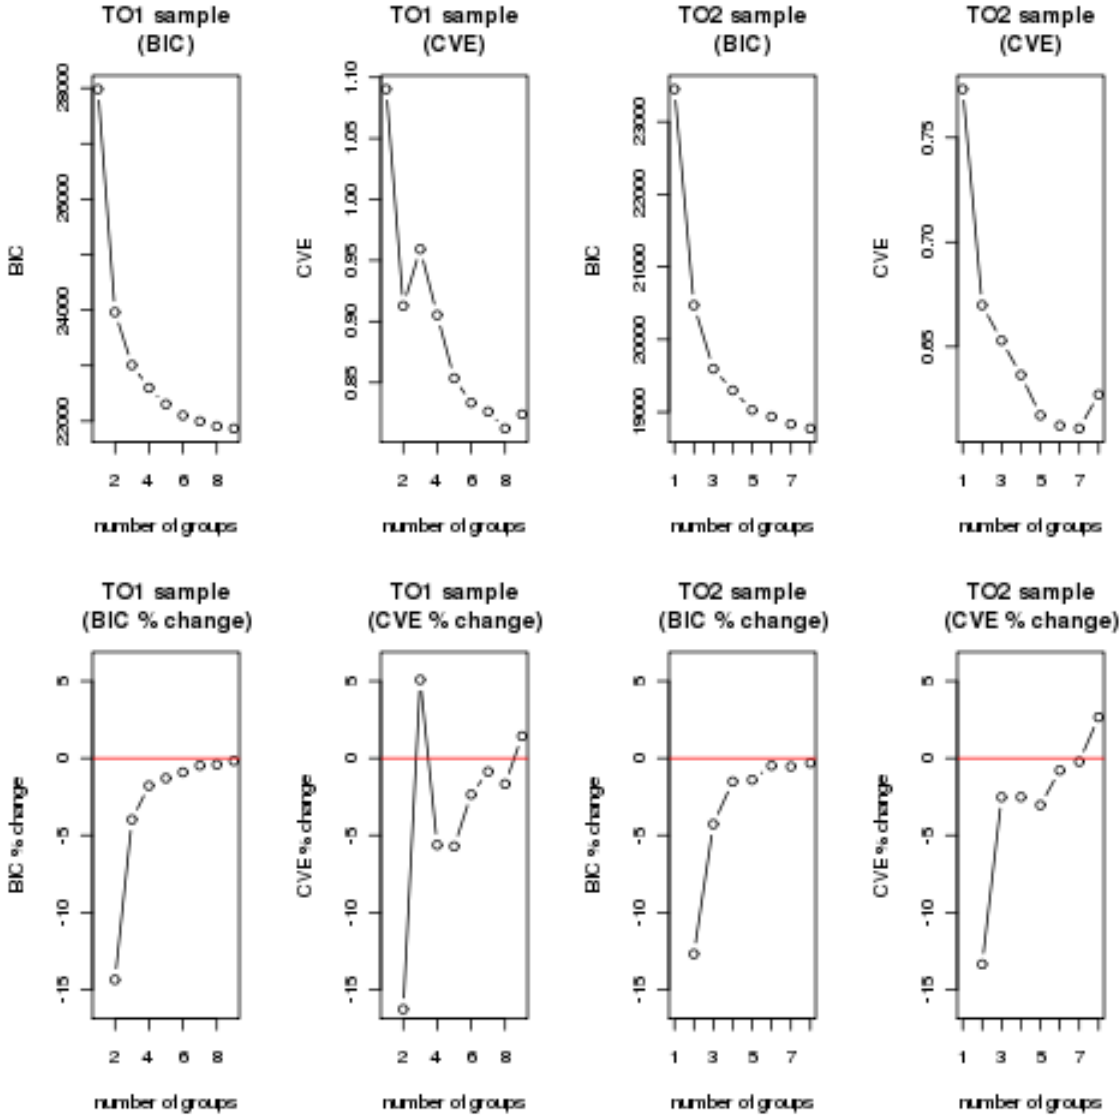 TO1 sample
(BIC)
TO1 sample
(CVE)
TO2 sample
(BIC)
TO2 sample
(CVE)
BIC
28000
26000
24000
22000
2 4 6 8
number of groups
CVE
1.10
1.05
1.00
0.95
0.90
0.85
2 4 6 8
number of groups
BIC
23000
22000
21000
20000
19000
1 3 5 7
number of groups
CVE
0.75
0.70
0.65
1 3 5 7
number of groups
TO1 sample
(BIC % change)
TO1 sample
(CVE % change)
TO2 sample
(BIC % change)
TO2 sample
(CVE % change)
BIC % change
5
0
-5
-10
-15
2 4 6 8
number of groups
CVE % change
5
0
-5
-10
-15
2 4 6 8
number of groups
BIC % change
5
0
-5
-10
-15
1 3 5 7
number of groups
CVE % change
5
0
-5
-10
-15
1 3 5 7
number of groups